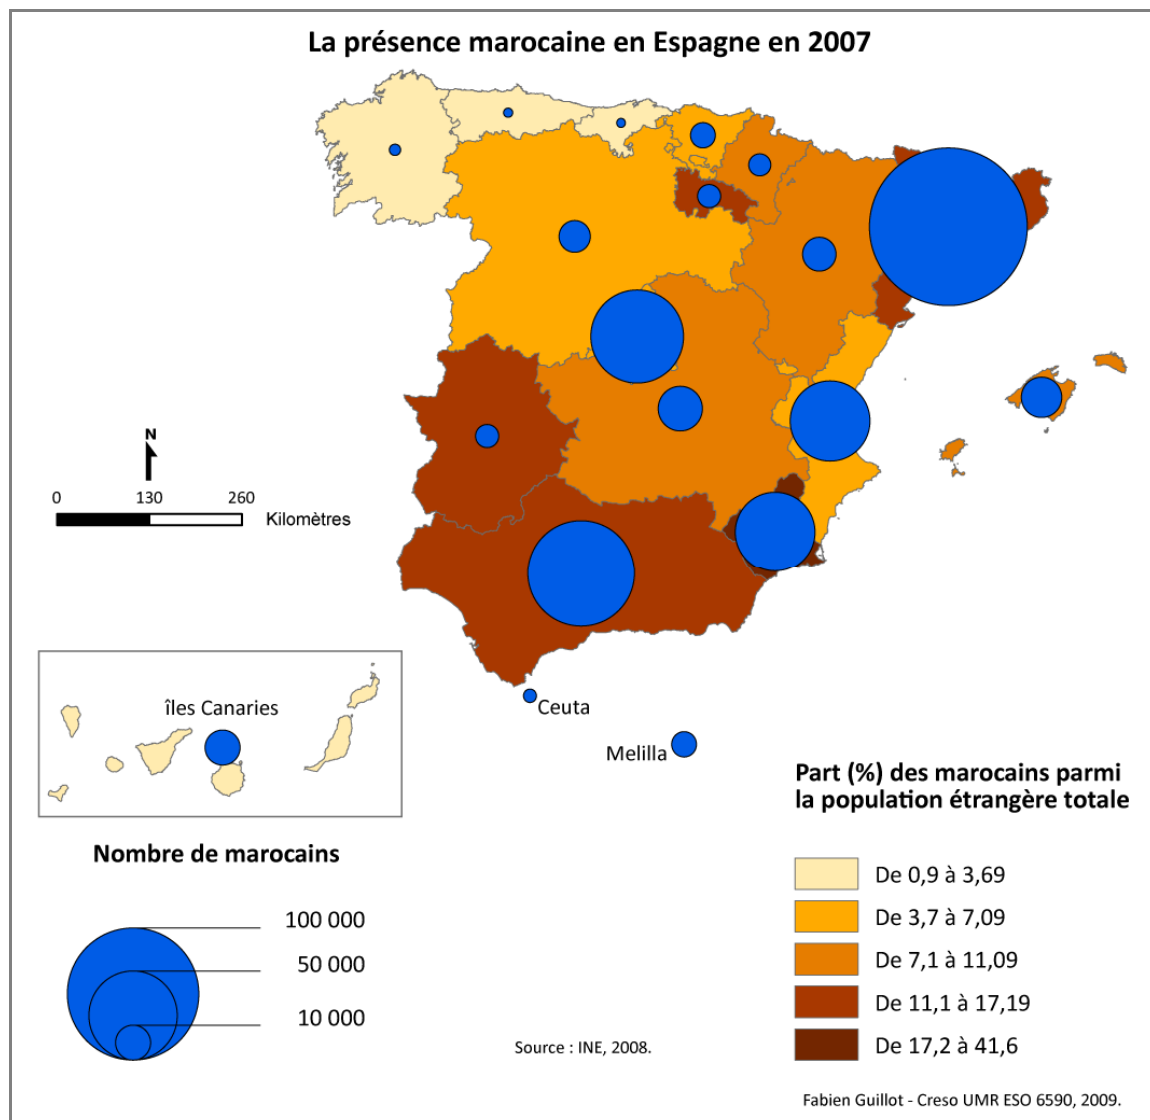 La présence marocaine en Espagne en 2007
N
0 130 260
Kilomètres
îles Canaries
Ceuta
Melilla
Nombre de marocains
100 000
50 000
10 000
Source : INE, 2008.
Part (%) des marocains parmi
la population étrangère totale
De 0,9 à 3,69
De 3,7 à 7,09
De 7,1 à 11,09
De 11,1 à 17,19
De 17,2 à 41,6
Fabien Guillot - Creso UMR ESO 6590, 2009.